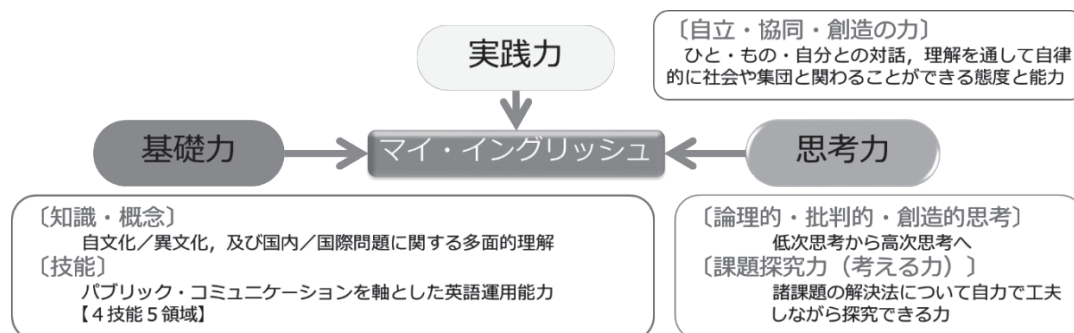 実践力
〔自立・協同・創造の力〕
ひと・もの・自分との対話，理解を通して自律
的に社会や集団と関わることができる態度と能力
基礎力
マイ・イングリッシュ
思考力
〔知識・概念〕
自文化／異文化，及び国内／国際問題に関する多面的理解
〔技能〕
パブリック・コミュニケーションを軸とした英語運用能力
【４技能５領域】
〔論理的・批判的・創造的思考〕
低次思考から高次思考へ
〔課題探究力（考える力）〕
諸課題の解決法について自力で工夫
しながら探究できる力